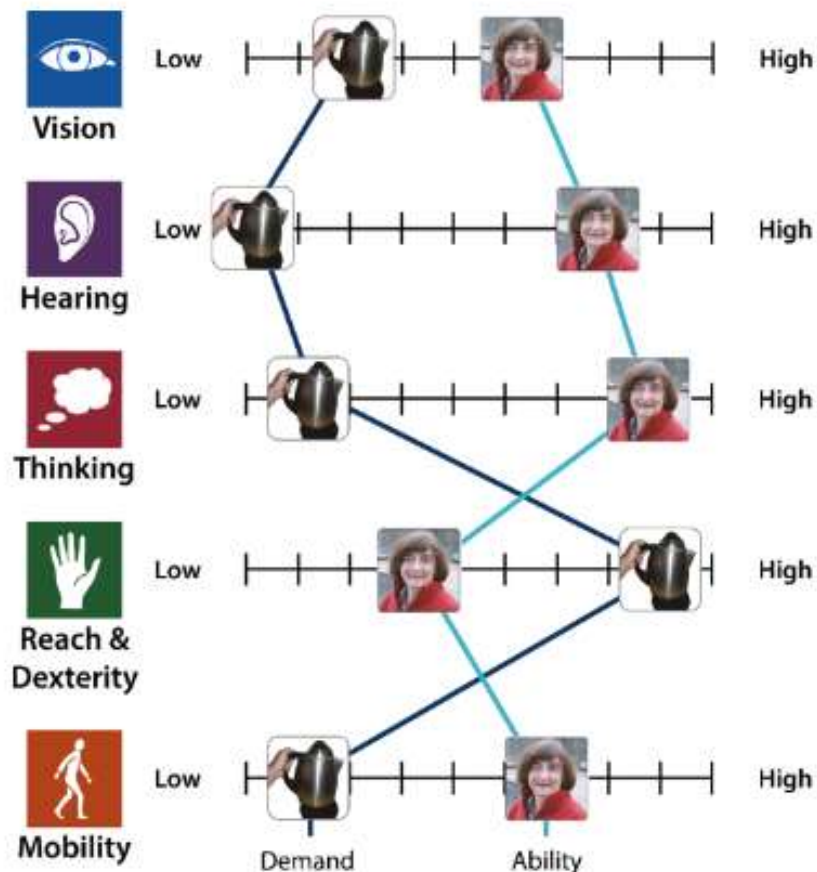 Low
High
Vision
Low
High
Hearing
Low
High
Thinking
Low
High
Reach &
Dexterity
Low
High
Mobility
Demand
Ability